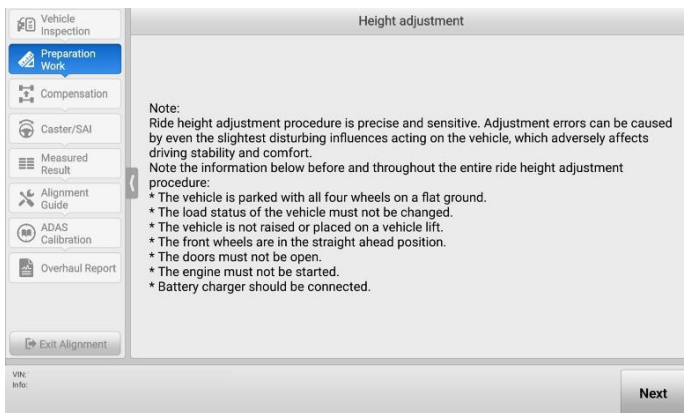 Vehicle
Inspection
Preparation
Work
Compensation
Caster/SAI
Measured
Result
Alignment
Guide
ADAS
Calibration
Overhaul Report
Exit Alignment
Height adjustment
Note:
Ride height adjustment procedure is precise and sensitive. Adjustment errors can be caused
by even the slightest disturbing influences acting on the vehicle, which adversely affects
driving stability and comfort.
Note the information below before and throughout the entire ride height adjustment
procedure:
* The vehicle is parked with all four wheels on a flat ground.
* The load status of the vehicle must not be changed.
* The vehicle is not raised or placed on a vehicle lift.
* The front wheels are in the straight ahead position.
* The doors must not be open.
* The engine must not be started.
* Battery charger should be connected.
VIN:
Info:
Next